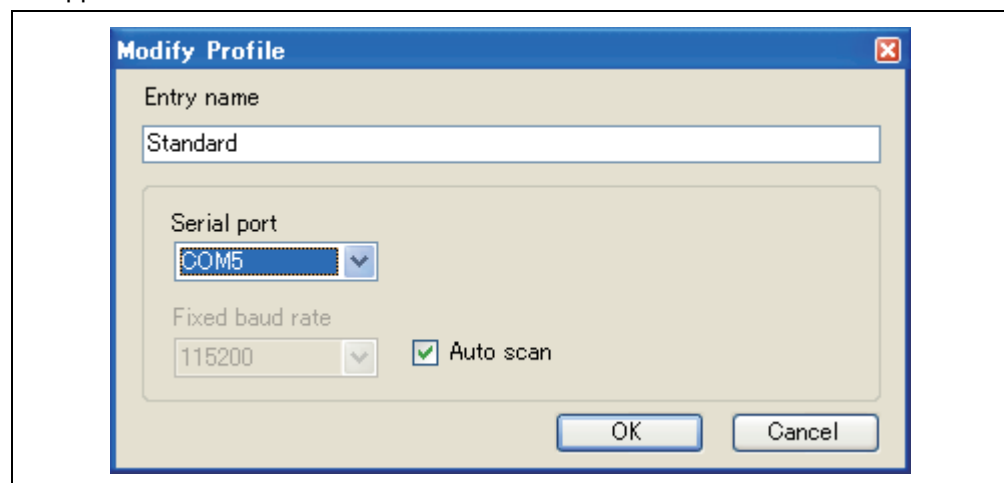 Modify Profile
Entry name
Standard
Serial port
COM5
Fixed baud rate
115200
Auto scan
OK
Cancel